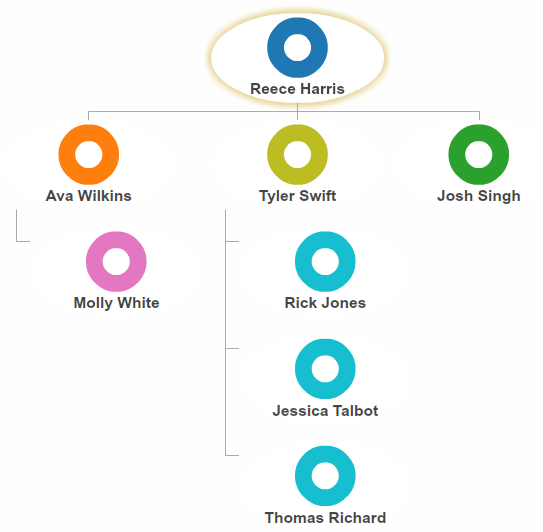 Reece Harris
Ava Wilkins
Tyler Swift
Josh Singh
Molly White
Rick Jones
Jessica Talbot
Thomas Richard